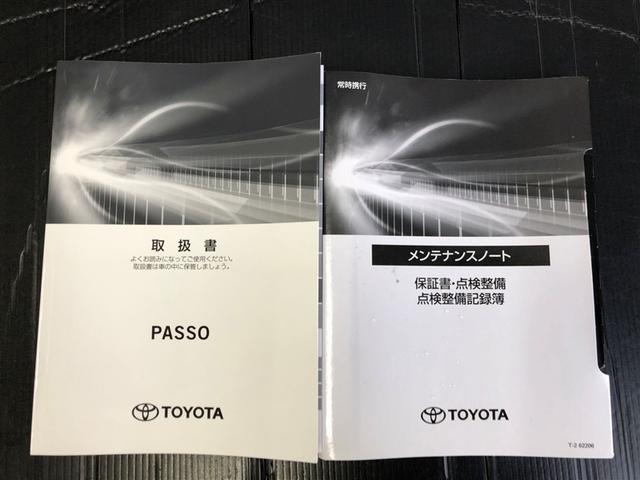 取扱書
よくお読みになってご使用ください。
取扱書は車の中に保管しましょう。
PASSO
TOYOTA
常時携行
メンテナンスノート
保証書・点検整備
点検整備記録簿
TOYOTA
T-2 62206